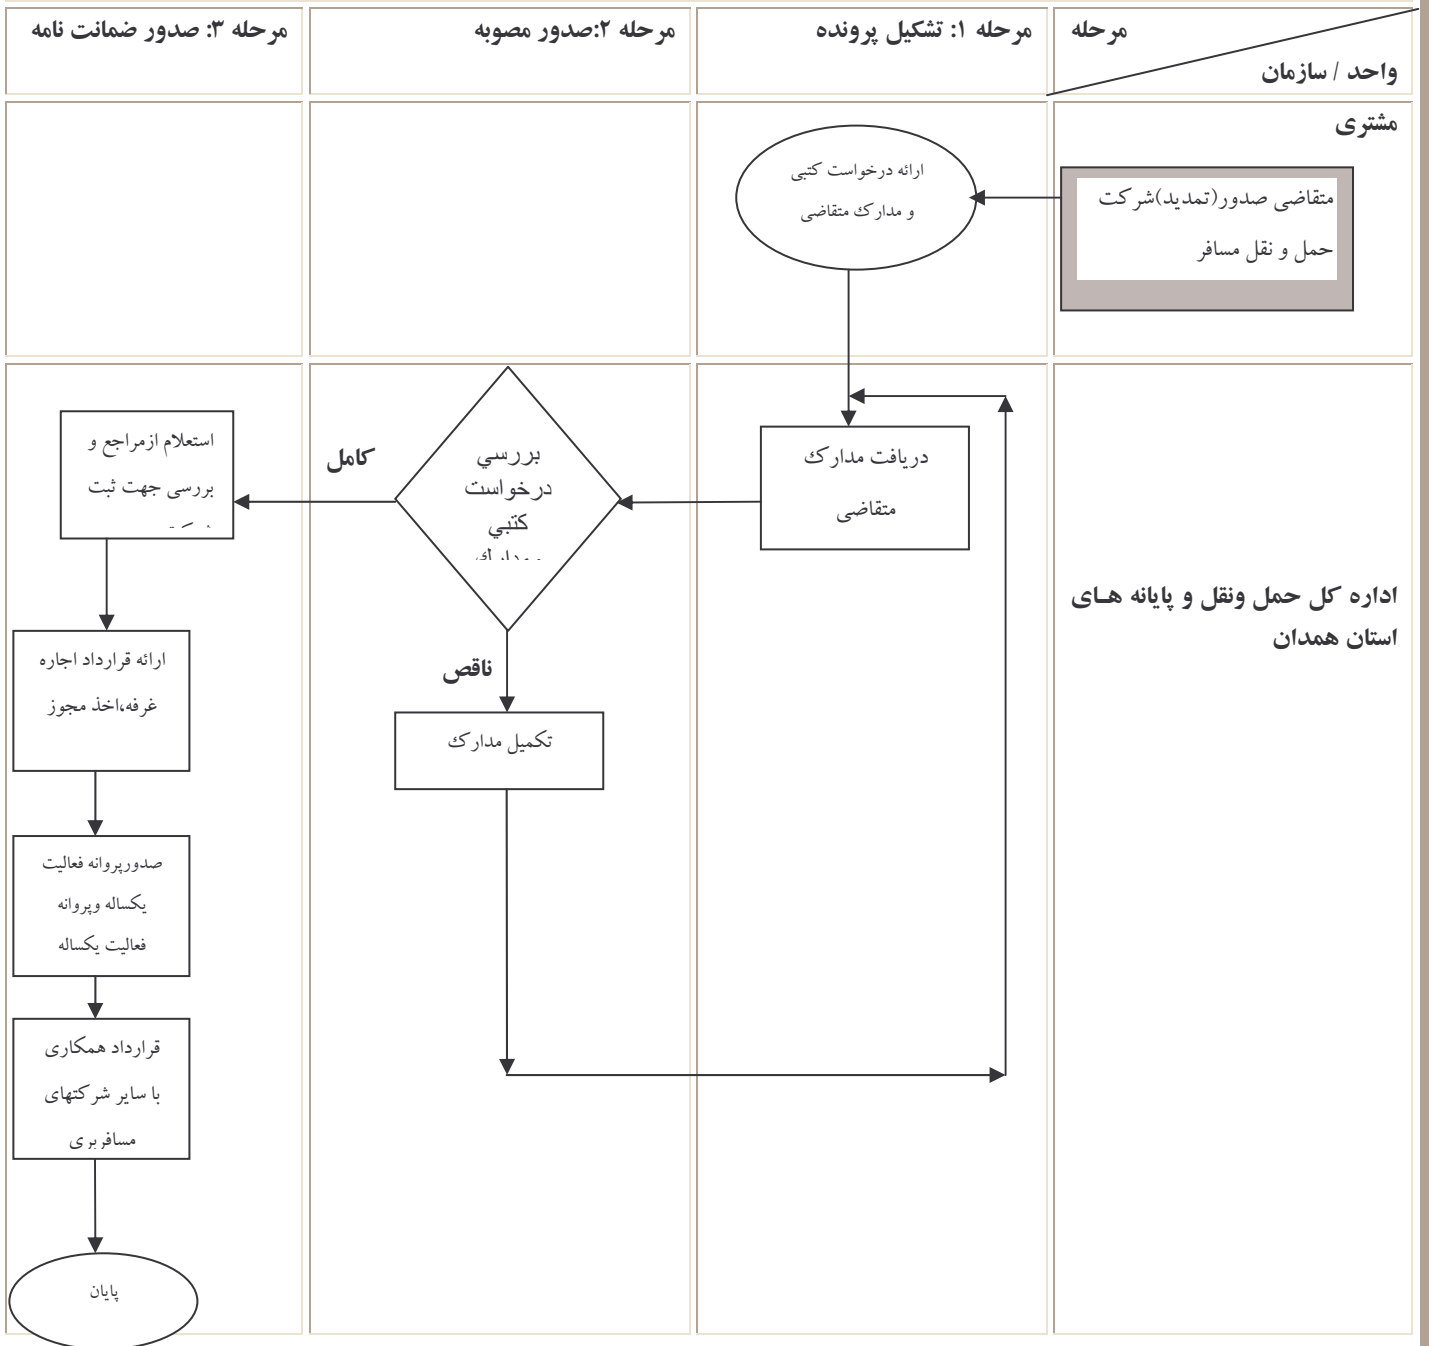 مرحله
واحد / سازمان
مرحله ۱: تشکیل پرونده
مرحله ۲:صدور مصوبه
مرحله ۳: صدور ضمانت نامه
مشتری
متقاضی صدور(تمدید)شرکت
حمل و نقل مسافر
ارائه درخواست کتبی
و مدارک متقاضی
اداره کل حمل ونقل و پایانه هـای
استان همدان
دریافت مدارک
متقاضی
بررسي
درخواست
كتبي
کامل
ناقص
تکمیل مدارک
استعلام ازمراجع و
بررسی جهت ثبت
ارائه قرارداد اجاره
غرفه،اخذ مجوز
صدورپروانه فعالیت
یکساله وپروانه
فعالیت یکساله
قرارداد همکاری
با سایر شرکتهای
مسافربری
پایان